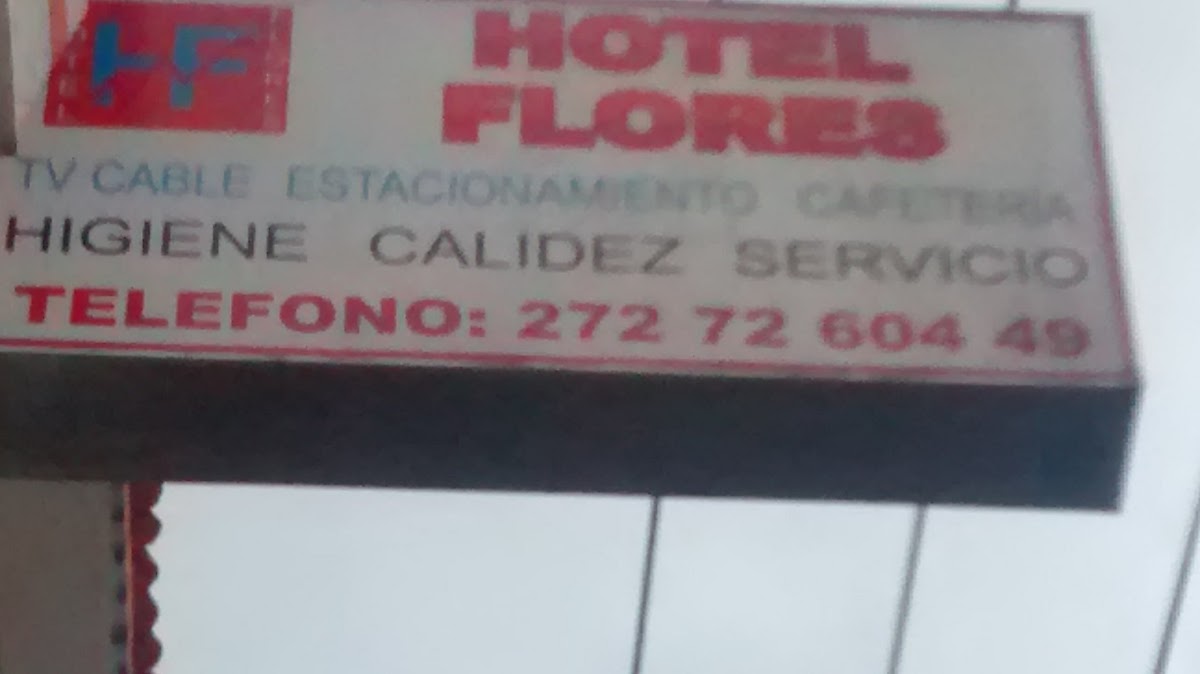 HF
HOTEL
FLORES
TV CABLE ESTACIONAMIENTO CAFETERIA
HIGIENE CALIDEZ SERVICIO
TELEFONO: 272 72 604 49